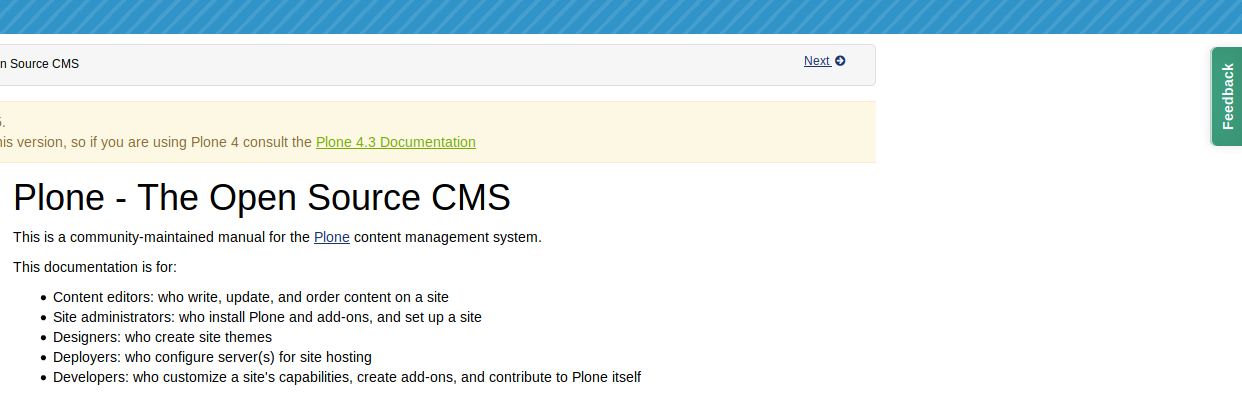 n Source CMS
Next
Feedback
his version, so if you are using Plone 4 consult the Plone 4.3 Documentation
Plone - The Open Source CMS
This is a community-maintained manual for the Plone content management system.
This documentation is for:
Content editors: who write, update, and order content on a site
Site administrators: who install Plone and add-ons, and set up a site
Designers: who create site themes
Deployers: who configure server(s) for site hosting
Developers: who customize a site's capabilities, create add-ons, and contribute to Plone itself